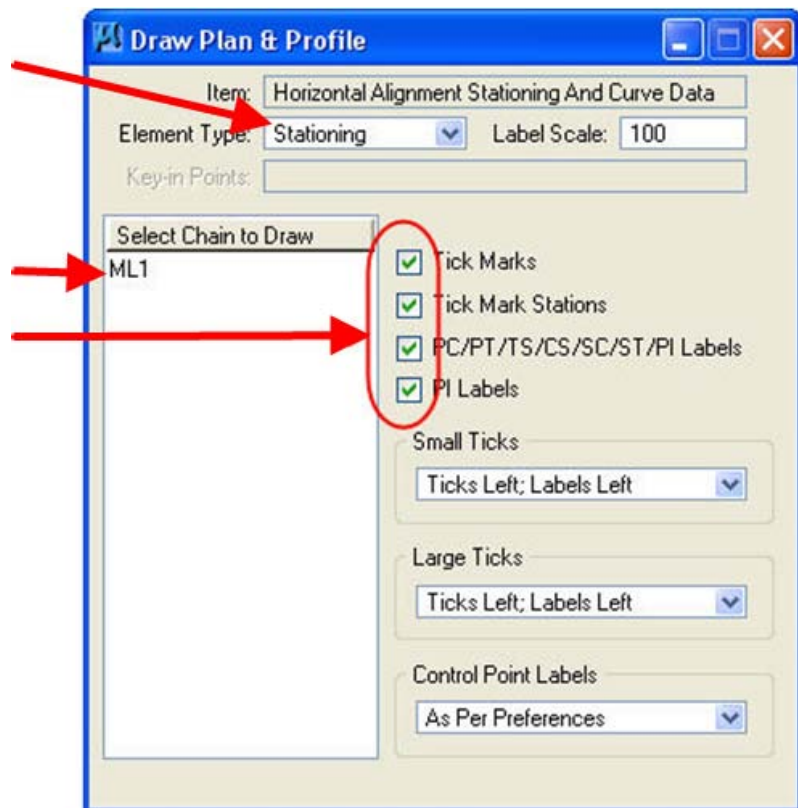 Draw Plan & Profile
Item: Horizontal Alignment Stationing And Curve Data
Element Type: Stationing Label Scale: 100
Key-in Points:
Select Chain to Draw
ML1
Tick Marks
Tick Mark Stations
PC/PT/TS/CS/SC/ST/PI Labels
PI Labels
Small Ticks
Ticks Left; Labels Left
Large Ticks
Ticks Left; Labels Left
Control Point Labels
As Per Preferences